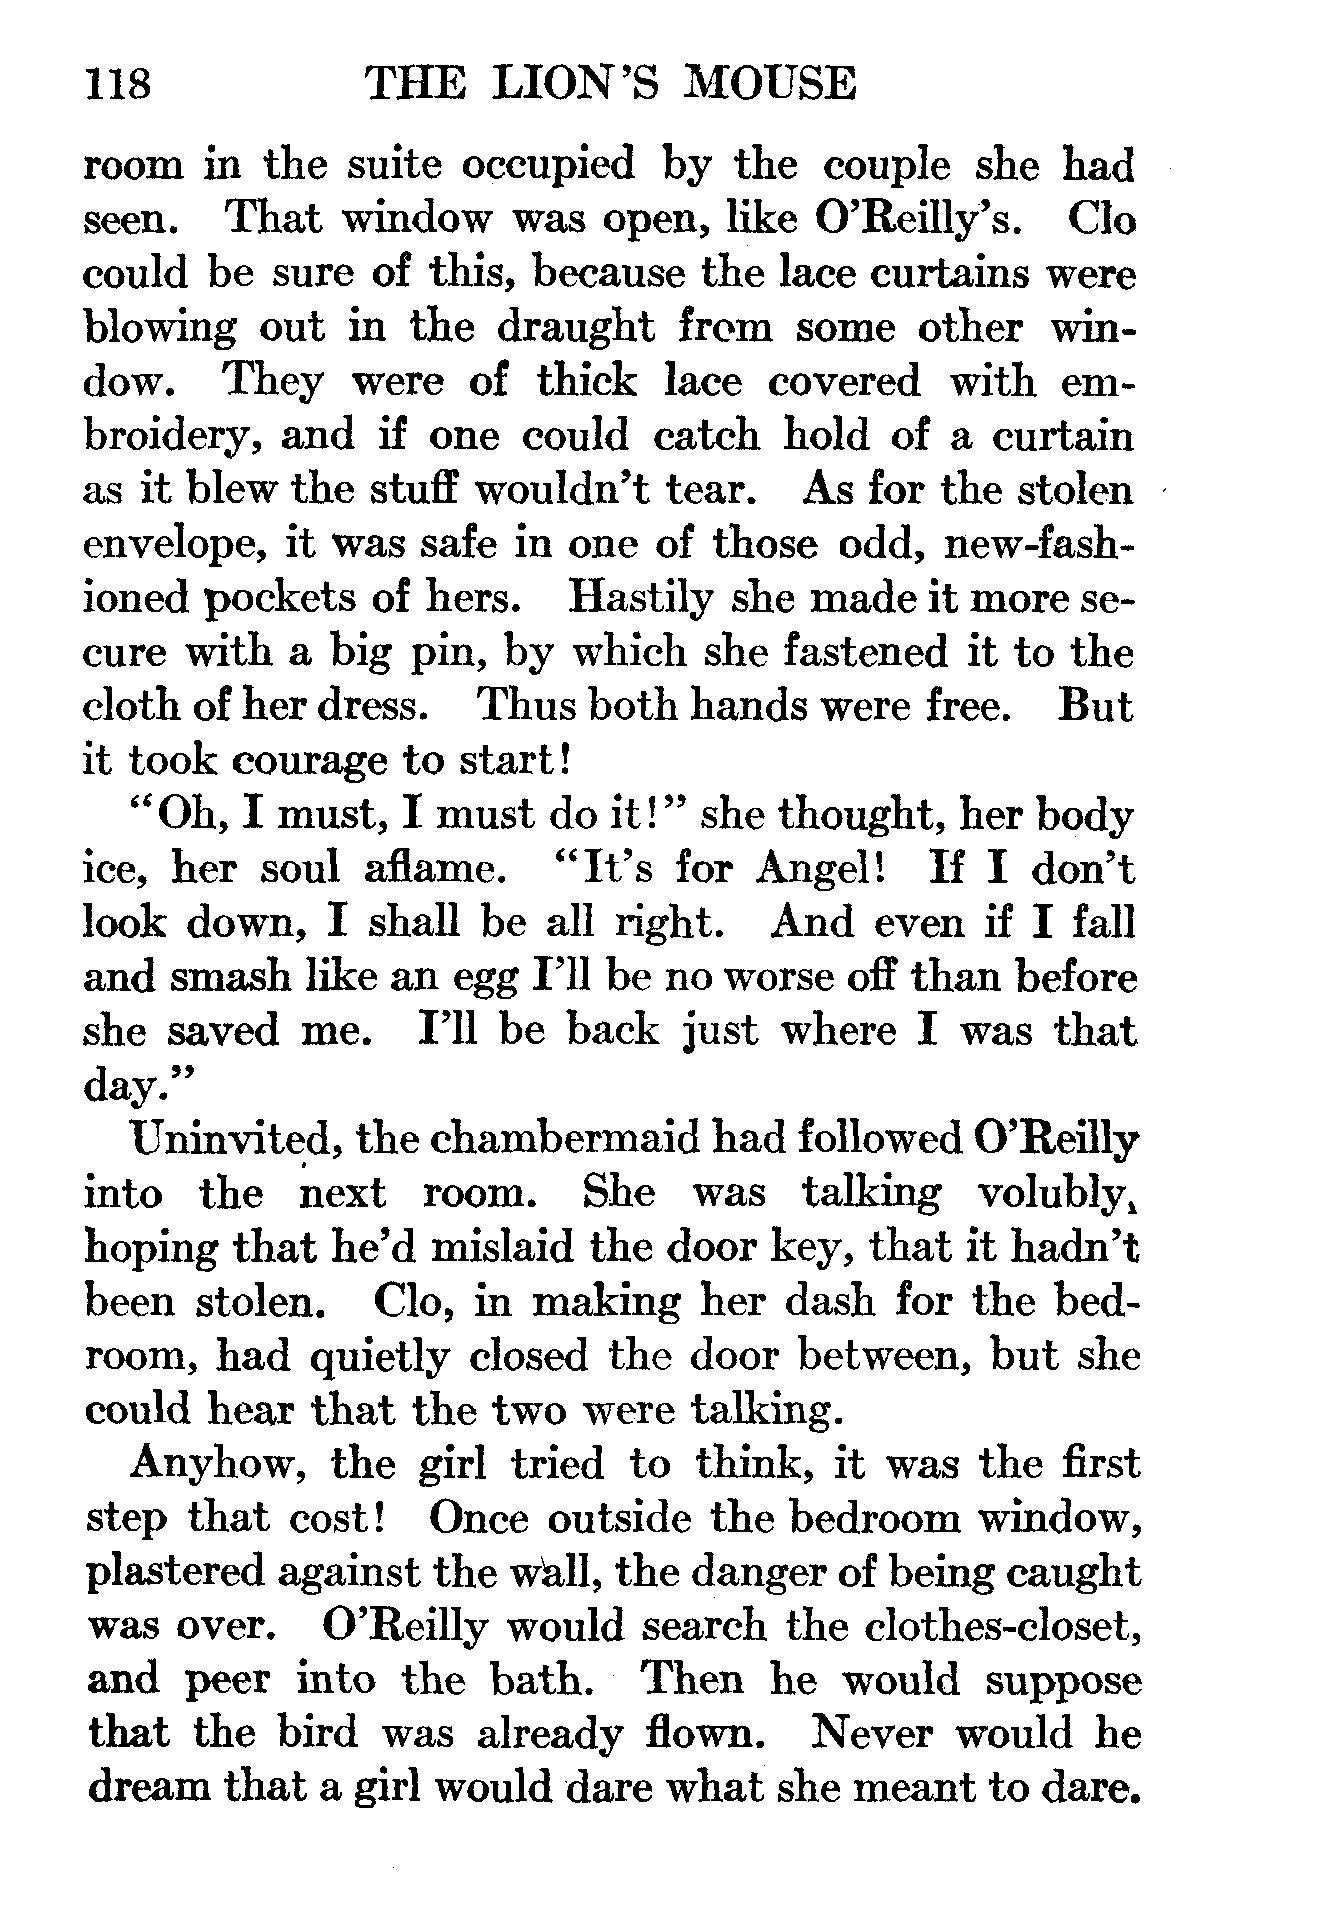 118 THE LION'S MOUSE
room in the suite occupied by the couple she had
seen. That window was open, like O'Reilly's. Clo
could be sure of this, because the lace curtains were
blowing out in the draught from some other win-
dow. They were of thick lace covered with em-
broidery, and if one could catch hold of a curtain
as it blew the stuff wouldn't tear. As for the stolen
envelope, it was safe in one of those odd, new-fash-
ioned pockets of hers. Hastily she made it more se-
cure with a big pin, by which she fastened it to the
cloth of her dress. Thus both hands were free. But
it took courage to start!
"Oh, I must, I must do it!" she thought, her body
ice, her soul aflame. "It's for Angel! If I don't
look down, I shall be all right. And even if I fall
and smash like an egg I'll be no worse off than before
she saved me. I'll be back just where I was that
day."
Uninvited, the chambermaid had followed O'Reilly
into the next room. She was talking volubly,
hoping that he'd mislaid the door key, that it hadn't
been stolen. Clo, in making her dash for the bed-
room, had quietly closed the door between, but she
could hear that the two were talking.
Anyhow, the girl tried to think, it was the first
step that cost! Once outside the bedroom window,
plastered against the wall, the danger of being caught
was over. O'Reilly would search the clothes-closet,
and peer into the bath. Then he would suppose
that the bird was already flown. Never would he
dream that a girl would dare what she meant to dare.